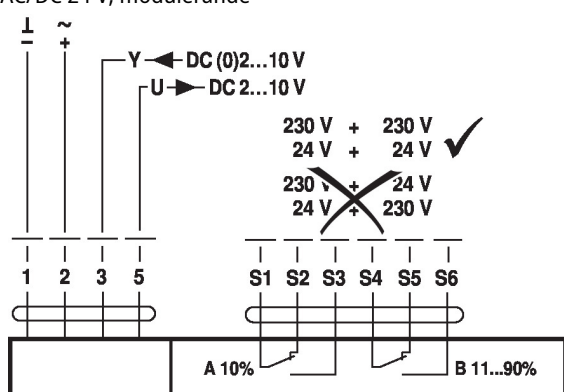 AC/DC 24 V, modulerande
⊥ ~
− +
Y DC (0)2...10 V
U DC 2...10 V
230 V + 230 V
24 V + 24 V
230 V + 24 V
24 V + 230 V
1 2 3 5 S1 S2 S3 S4 S5 S6
A 10% B 11...90%